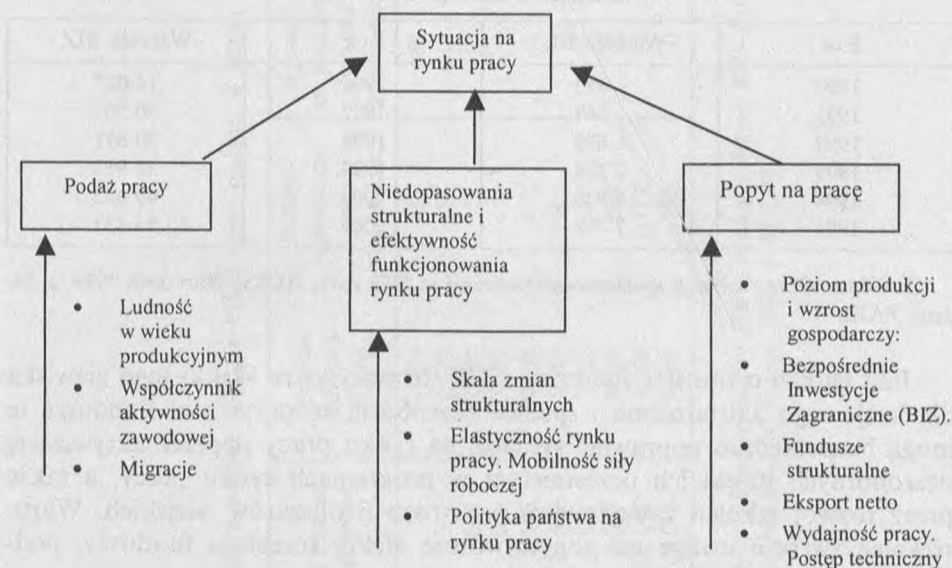 Sytuacja na
rynku pracy
Podaż pracy
Niedopasowania
strukturalne i
efektywność
funkcjonowania
rynku pracy
Popyt na pracę
• Ludność
w wieku
produkcyjnym
• Współczynnik
aktywności
zawodowej
• Migracje
Skala zmian
strukturalnych
• Elastyczność rynku
pracy. Mobilność siły
roboczej
• Polityka państwa na
rynku pracy
• Poziom produkcji
i wzrost
gospodarczy:
• Bezpośrednie
Inwestycje
Zagraniczne (BIZ).
• Fundusze
strukturalne
• Eksport netto
• Wydajność pracy.
Postęp techniczny